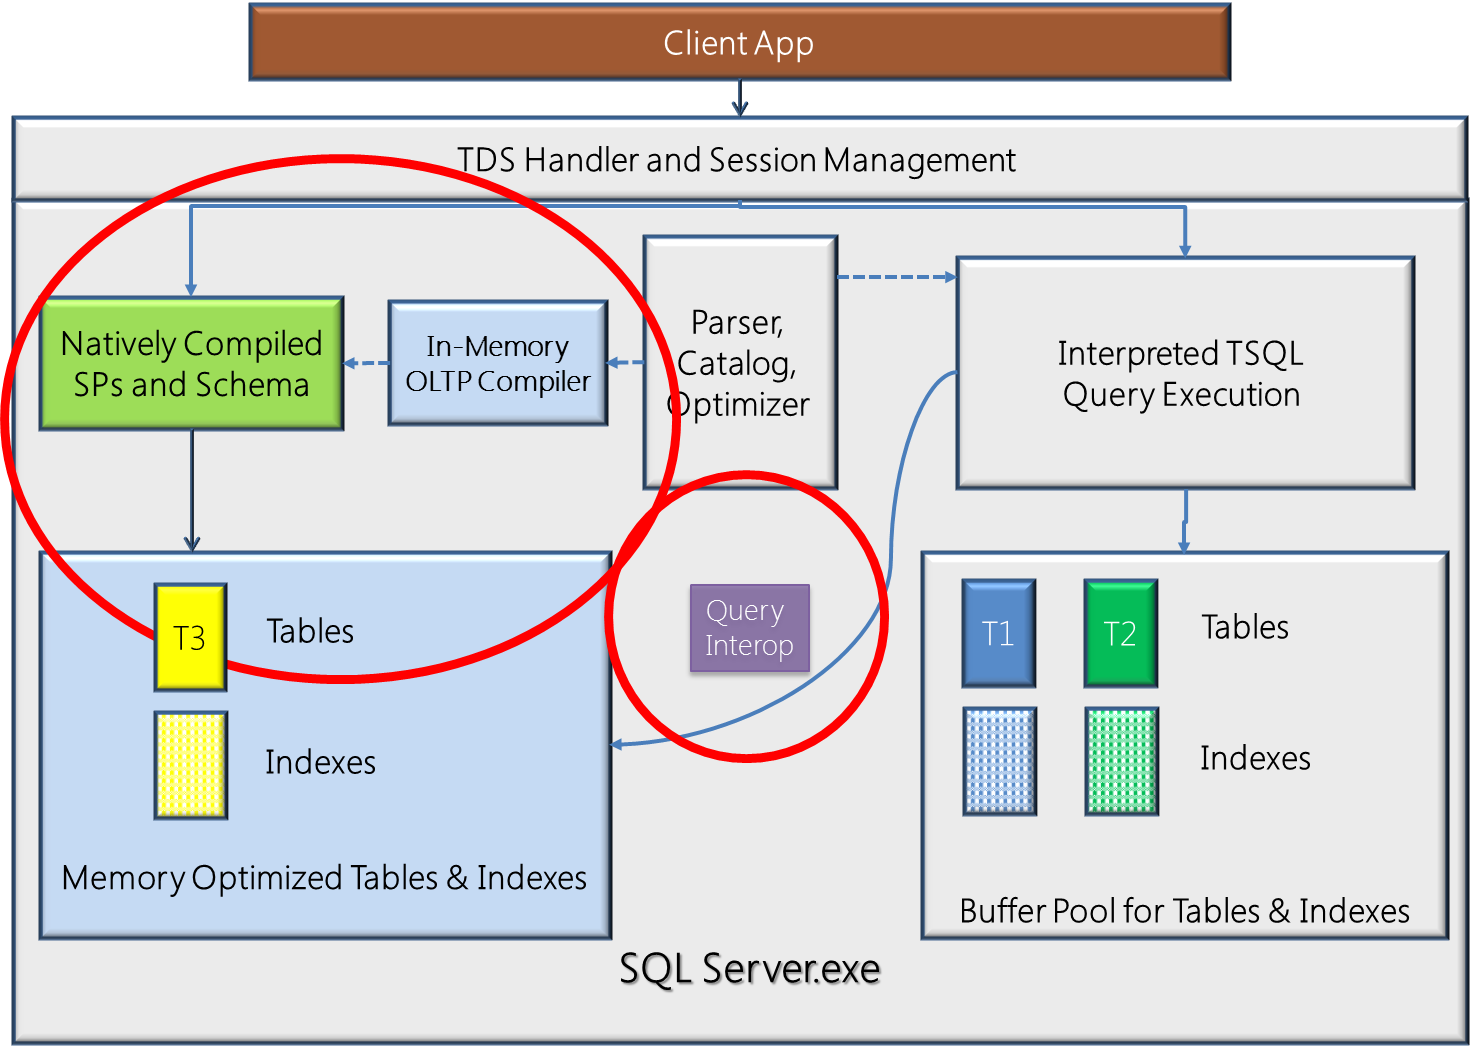 Client App
TDS Handler and Session Management
Natively Compiled
SPs and Schema
In-Memory
OLTP Compiler
Parser,
Catalog,
Optimizer
Interpreted TSQL
Query Execution
Query
Interop
T3
Tables
Indexes
Memory Optimized Tables & Indexes
T1
T2
Tables
Indexes
Buffer Pool for Tables & Indexes
SQL Server.exe